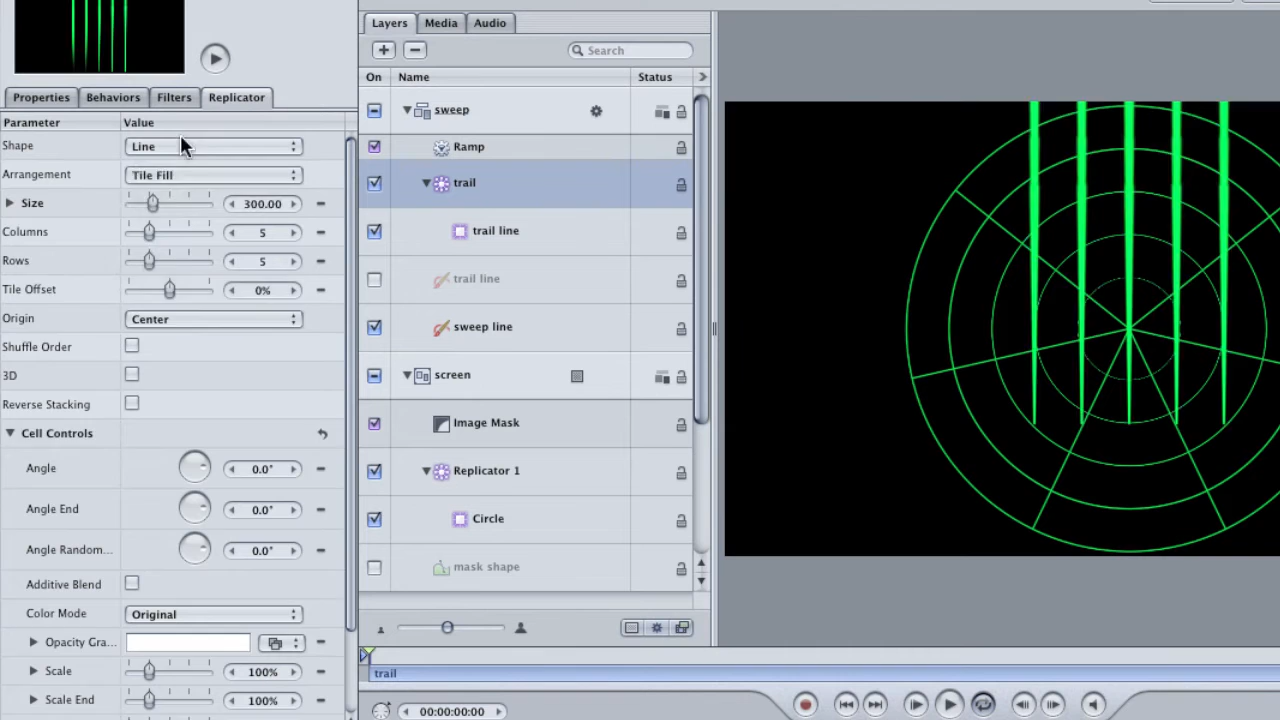 Properties Behaviors Filters Replicator
Parameter Value
Shape Line
Arrangement Tile Fill
Size 300.00
Columns 5
Rows 5
Tile Offset 0%
Origin Center
Shuffle Order
3D
Reverse Stacking
Cell Controls
Angle 0.0°
Angle End 0.0°
Angle Random... 0.0°
Additive Blend
Color Mode Original
Opacity Gra...
Scale 100%
Scale End 100%
Layers Media Audio
Search
On Name Status
sweep
Ramp
trail
trail line
trail line
sweep line
screen
Image Mask
Replicator 1
Circle
mask shape
trail
00:00:00:00